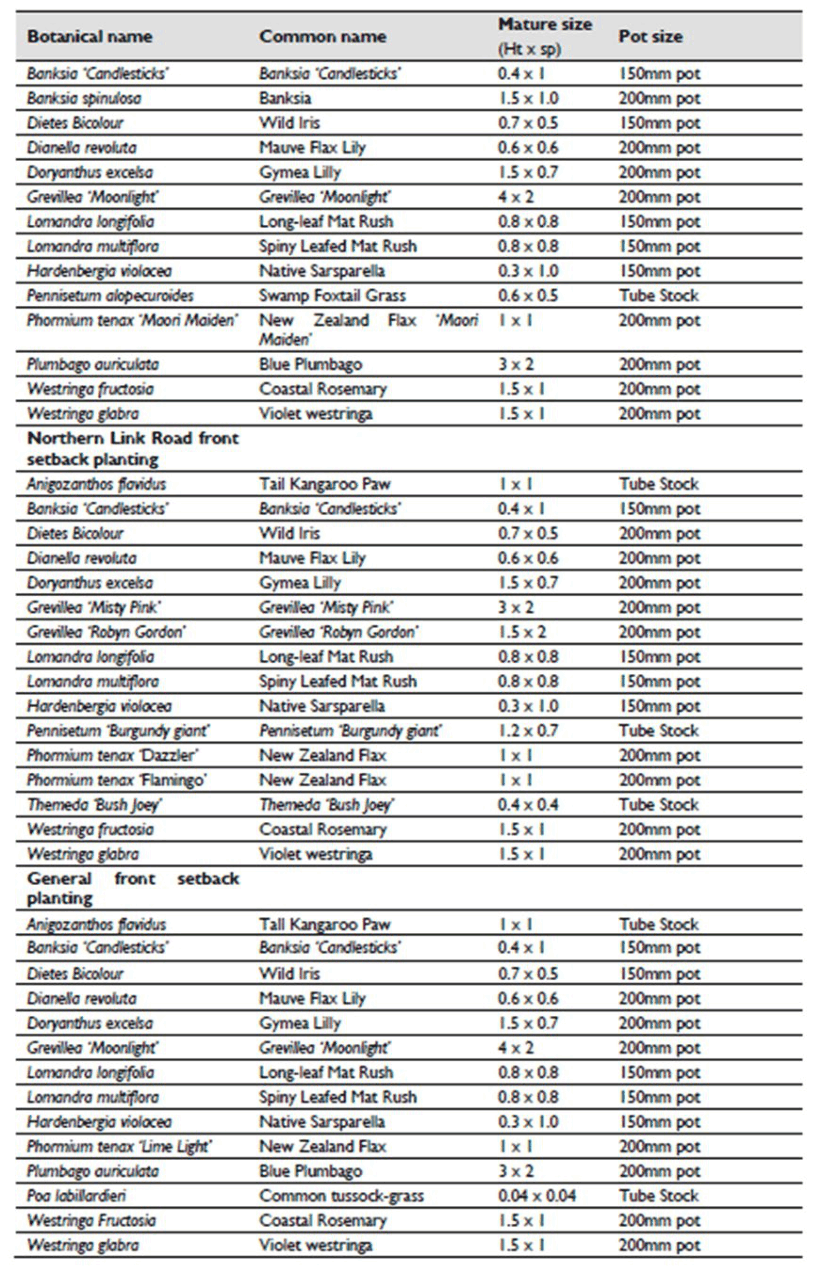 Botanical name Common name Mature size (Ht x sp) Pot size
Banksia ‘Candlesticks’ Banksia ‘Candlesticks’ 0.4 x 1 150mm pot
Banksia spinulosa Banksia 1.5 x 1.0 200mm pot
Dietes Bicolour Wild Iris 0.7 x 0.5 150mm pot
Dianella revoluta Mauve Flax Lily 0.6 x 0.6 200mm pot
Doryanthus excelsa Gymea Lilly 1.5 x 0.7 200mm pot
Grevillea ‘Moonlight’ Grevillea ‘Moonlight’ 4 x 2 200mm pot
Lomandra longifolia Long-leaf Mat Rush 0.8 x 0.8 150mm pot
Lomandra multiflora Spiny Leafed Mat Rush 0.8 x 0.8 150mm pot
Hardenbergia violacea Native Sarsparella 0.3 x 1.0 150mm pot
Pennisetum alopecuroides Swamp Foxtail Grass 0.6 x 0.5 Tube Stock
Phormium tenax ‘Maori Maiden’ New Zealand Flax ‘Maori 1 x 1 200mm pot
Maiden’
Plumbago auriculata Blue Plumbago 3 x 2 200mm pot
Westringa fructosia Coastal Rosemary 1.5 x 1 200mm pot
Westringa glabra Violet westringa 1.5 x 1 200mm pot
Northern Link Road front
setback planting
Anigozanthos flavidus Tail Kangaroo Paw 1 x 1 Tube Stock
Banksia ‘Candlesticks’ Banksia ‘Candlesticks’ 0.4 x 1 150mm pot
Dietes Bicolour Wild Iris 0.7 x 0.5 200mm pot
Dianella revoluta Mauve Flax Lily 0.6 x 0.6 200mm pot
Doryanthus excelsa Gymea Lilly 1.5 x 0.7 200mm pot
Grevillea ‘Misty Pink’ Grevillea ‘Misty Pink’ 3 x 2 200mm pot
Grevillea ‘Robyn Gordon’ Grevillea ‘Robyn Gordon’ 1.5 x 2 200mm pot
Lomandra longifolia Long-leaf Mat Rush 0.8 x 0.8 150mm pot
Lomandra multiflora Spiny Leafed Mat Rush 0.8 x 0.8 150mm pot
Hardenbergia violacea Native Sarsparella 0.3 x 1.0 150mm pot
Pennisetum ‘Burgundy giant’ Pennisetum ‘Burgundy giant’ 1.2 x 0.7 Tube Stock
Phormium tenax ‘Dazzler’ New Zealand Flax 1 x 1 200mm pot
Phormium tenax ‘Flamingo’ New Zealand Flax 1 x 1 200mm pot
Themeda ‘Bush Joey’ Themeda ‘Bush Joey’ 0.4 x 0.4 Tube Stock
Westringa fructosia Coastal Rosemary 1.5 x 1 200mm pot
Westringa glabra Violet westringa 1.5 x 1 200mm pot
General front setback
planting
Anigozanthos flavidus Tall Kangaroo Paw 1 x 1 Tube Stock
Banksia ‘Candlesticks’ Banksia ‘Candlesticks’ 0.4 x 1 150mm pot
Dietes Bicolour Wild Iris 0.7 x 0.5 150mm pot
Dianella revoluta Mauve Flax Lily 0.6 x 0.6 200mm pot
Doryanthus excelsa Gymea Lilly 1.5 x 0.7 200mm pot
Grevillea ‘Moonlight’ Grevillea ‘Moonlight’ 4 x 2 200mm pot
Lomandra longifolia Long-leaf Mat Rush 0.8 x 0.8 150mm pot
Lomandra multiflora Spiny Leafed Mat Rush 0.8 x 0.8 150mm pot
Hardenbergia violacea Native Sarsparella 0.3 x 1.0 150mm pot
Phormium tenax ‘Lime Light’ New Zealand Flax 1 x 1 200mm pot
Plumbago auriculata Blue Plumbago 3 x 2 200mm pot
Poa labillardieri Common tussock-grass 0.04 x 0.04 Tube Stock
Westringa Fructosia Coastal Rosemary 1.5 x 1 200mm pot
Westringa glabra Violet westringa 1.5 x 1 200mm pot